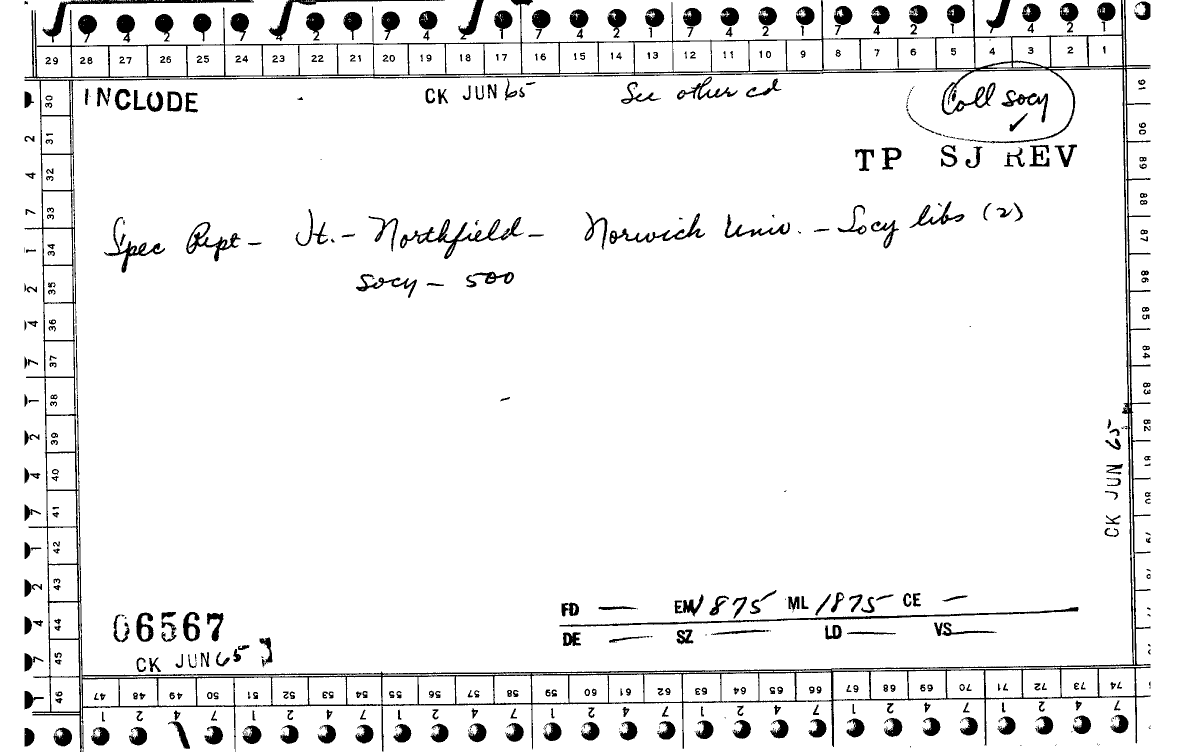 7 4 2 1 7 4 2 1 7 4 2 1 7 4 2 1 7 4 2 1 7 4 2 1 7 4 2 1
29 28 27 26 25 24 23 22 21 20 19 18 17 16 15 14 13 12 11 10 9 8 7 6 5 4 3 2 1
INCLUDE CK JUN 65 See other cd Coll socy
TP SJ REV
Spec Rept - Vt. - Northfield - Norwich Univ. - Socy libs (2)
Socy - 500
30 31 32 33 34 35 36 37 38 39 40 41 42 43 44 45 46
91 90 89 88 87 86 85 84 83 82 81 80 79
CK JUN 65
FD — EM 1875 ML 1875 CE —
DE — SZ — LD — VS —
06567
CK JUN 65
47 48 49 50 51 52 53 54 55 56 57 58 59 60 61 62 63 64 65 66 67 68 69 70 71 72 73 74
1 2 4 7 1 2 4 7 1 2 4 7 1 2 4 7 1 2 4 7 1 2 4 7 1 2 4 7